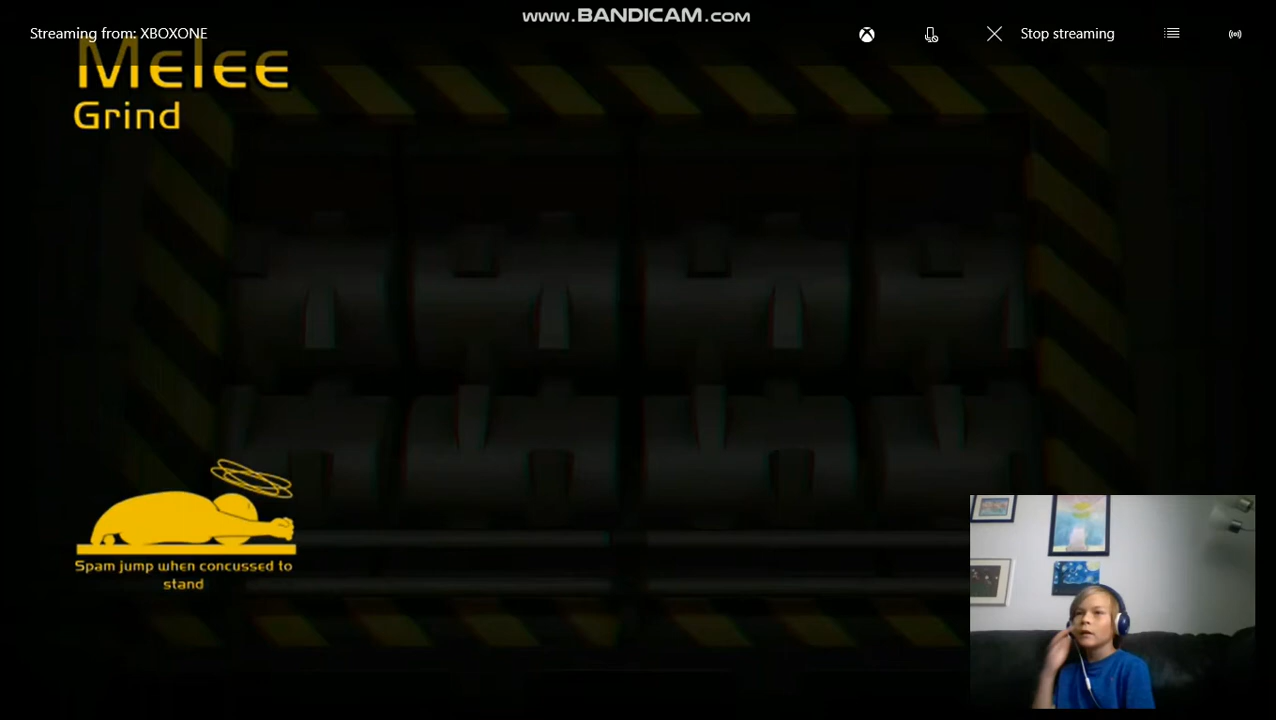 www.BANDICAM.com
Streaming from: XBOXONE
Stop streaming
Melee
Grind
Spam jump when concussed to
stand